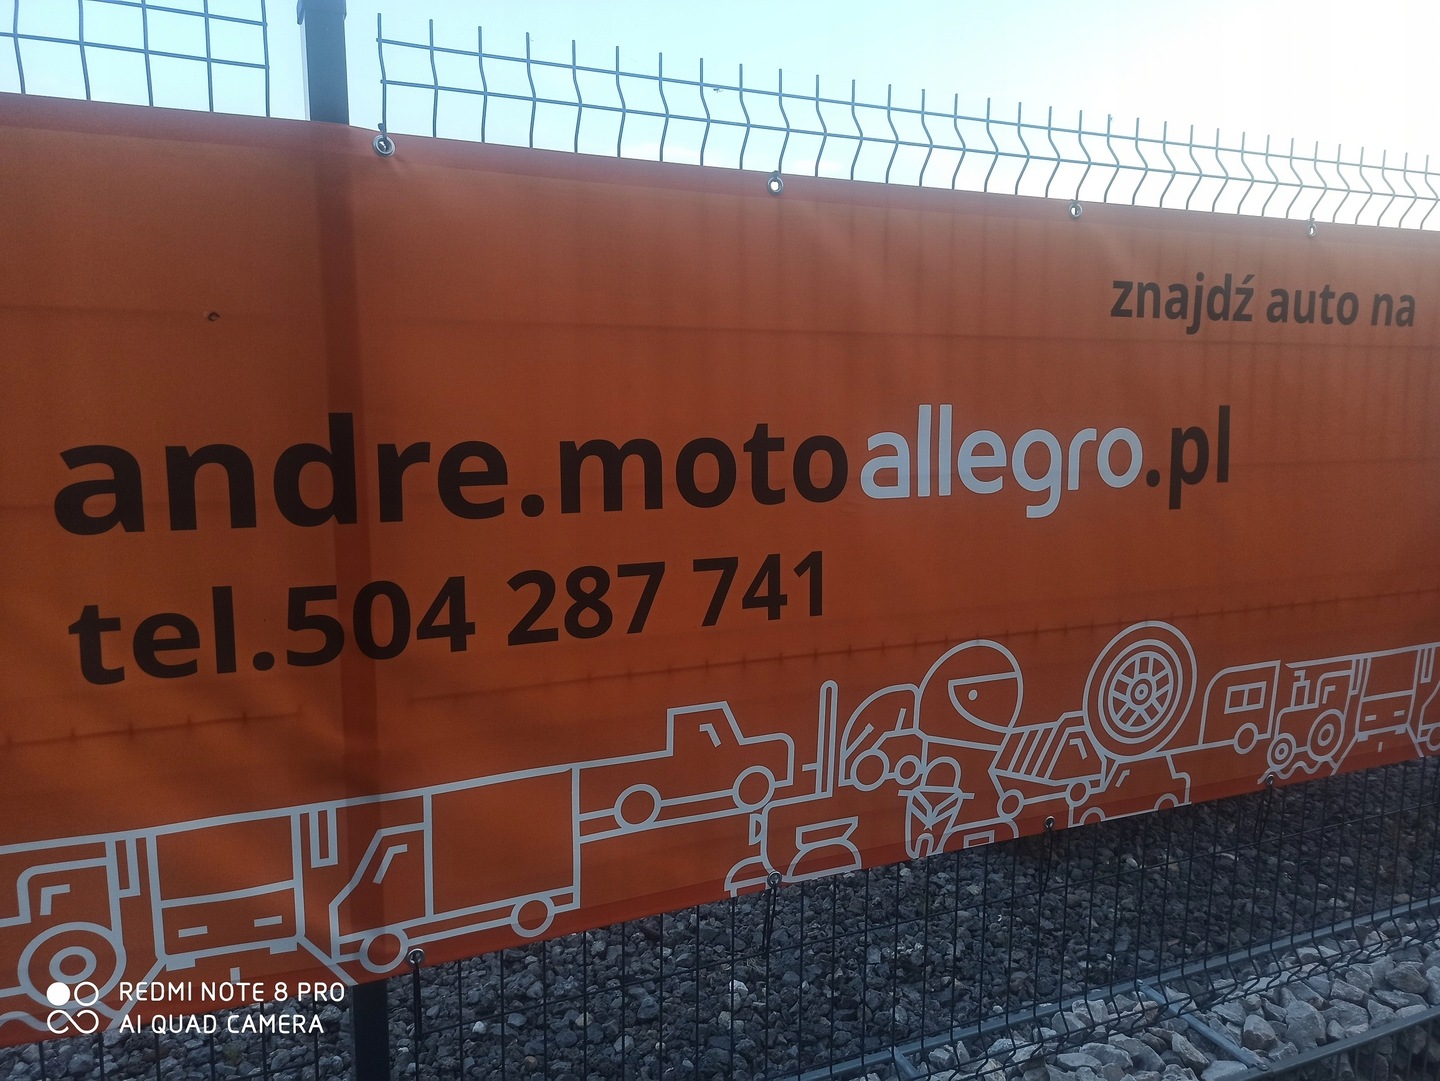 znajdź auto na
andre.motoallegro.pl
tel.504 287 741
REDMI NOTE 8 PRO
AI QUAD CAMERA